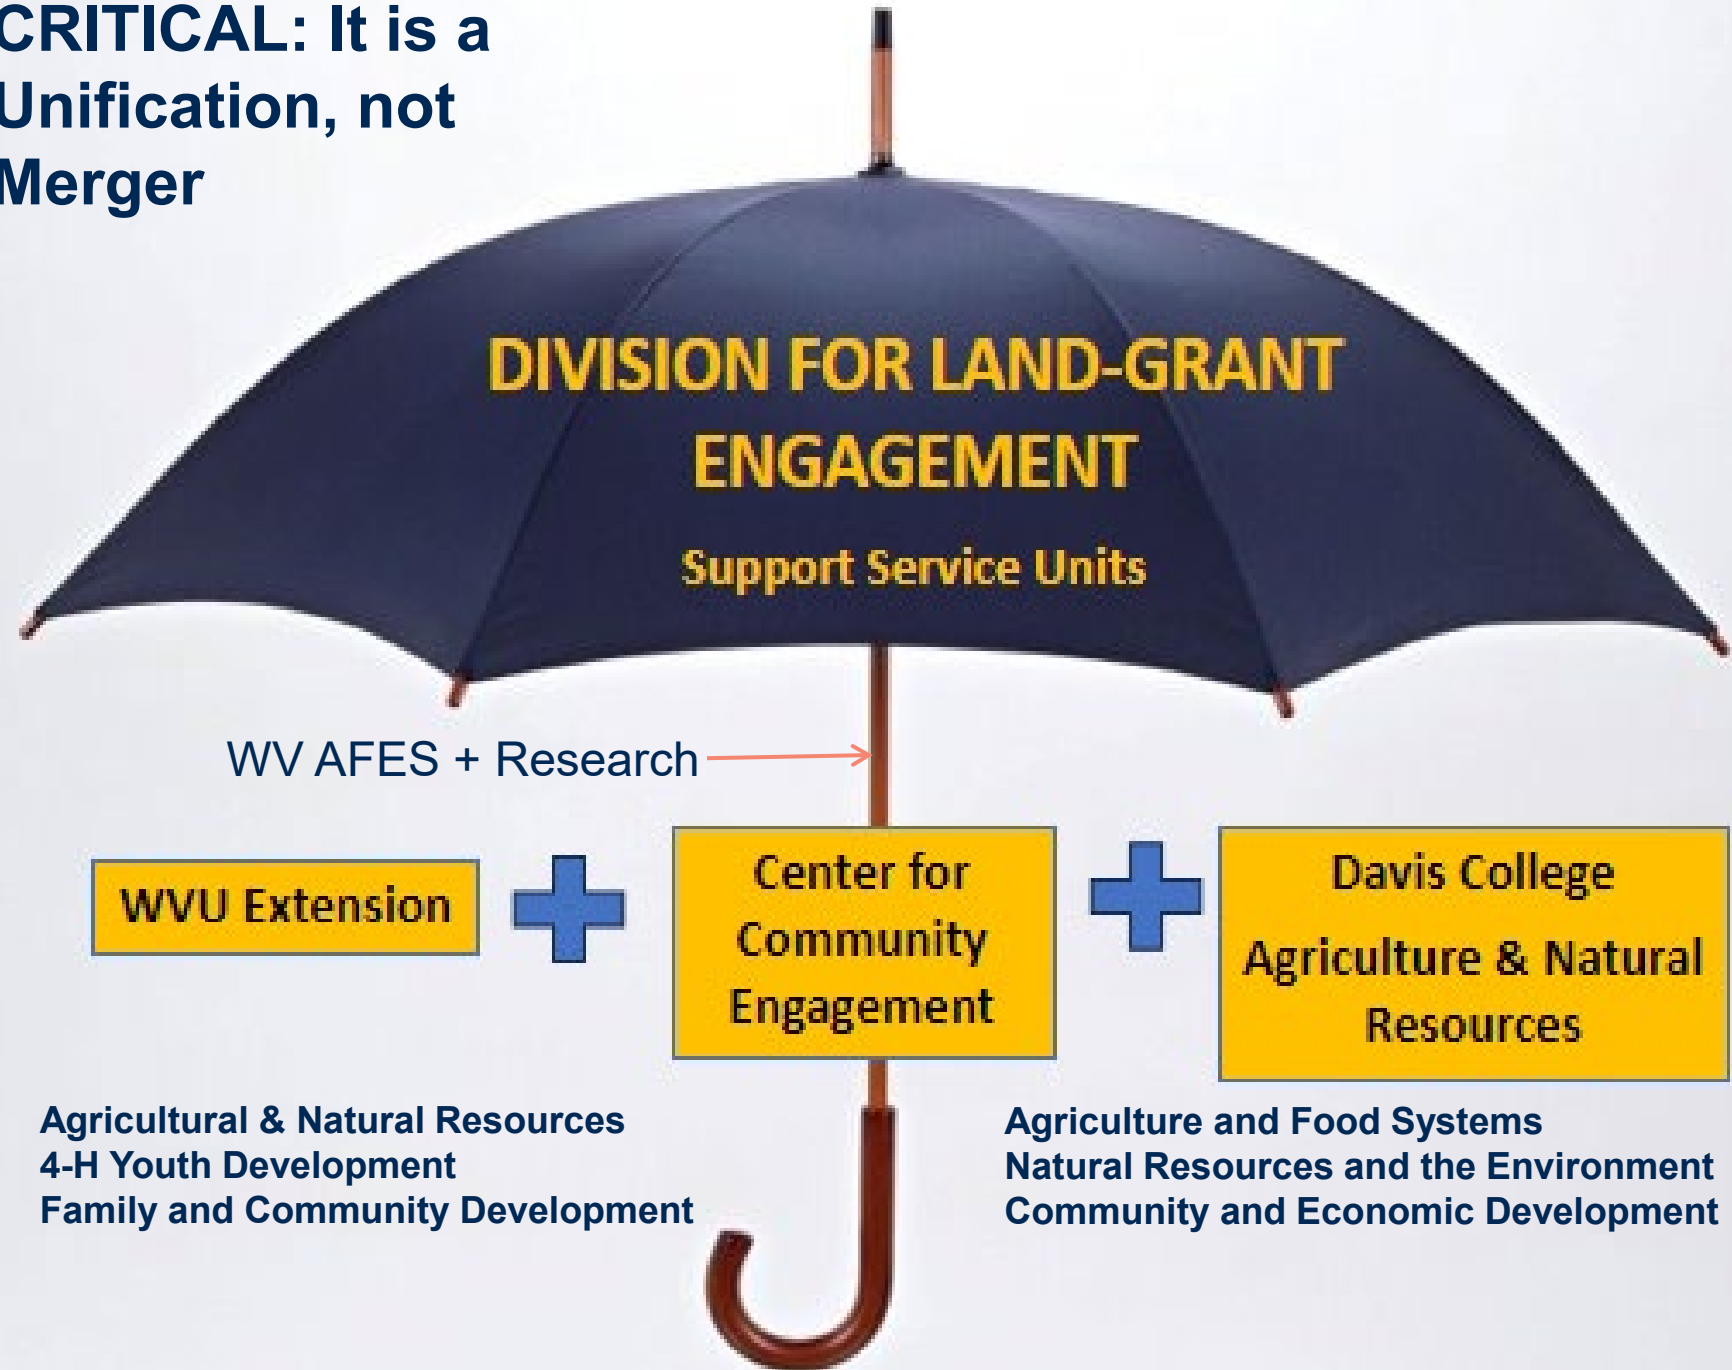 CRITICAL: It is a
Unification, not
Merger
DIVISION FOR LAND-GRANT
ENGAGEMENT
Support Service Units
WV AFES + Research
WVU Extension
Center for
Community
Engagement
Davis College
Agriculture & Natural
Resources
Agricultural & Natural Resources
4-H Youth Development
Family and Community Development
Agriculture and Food Systems
Natural Resources and the Environment
Community and Economic Development